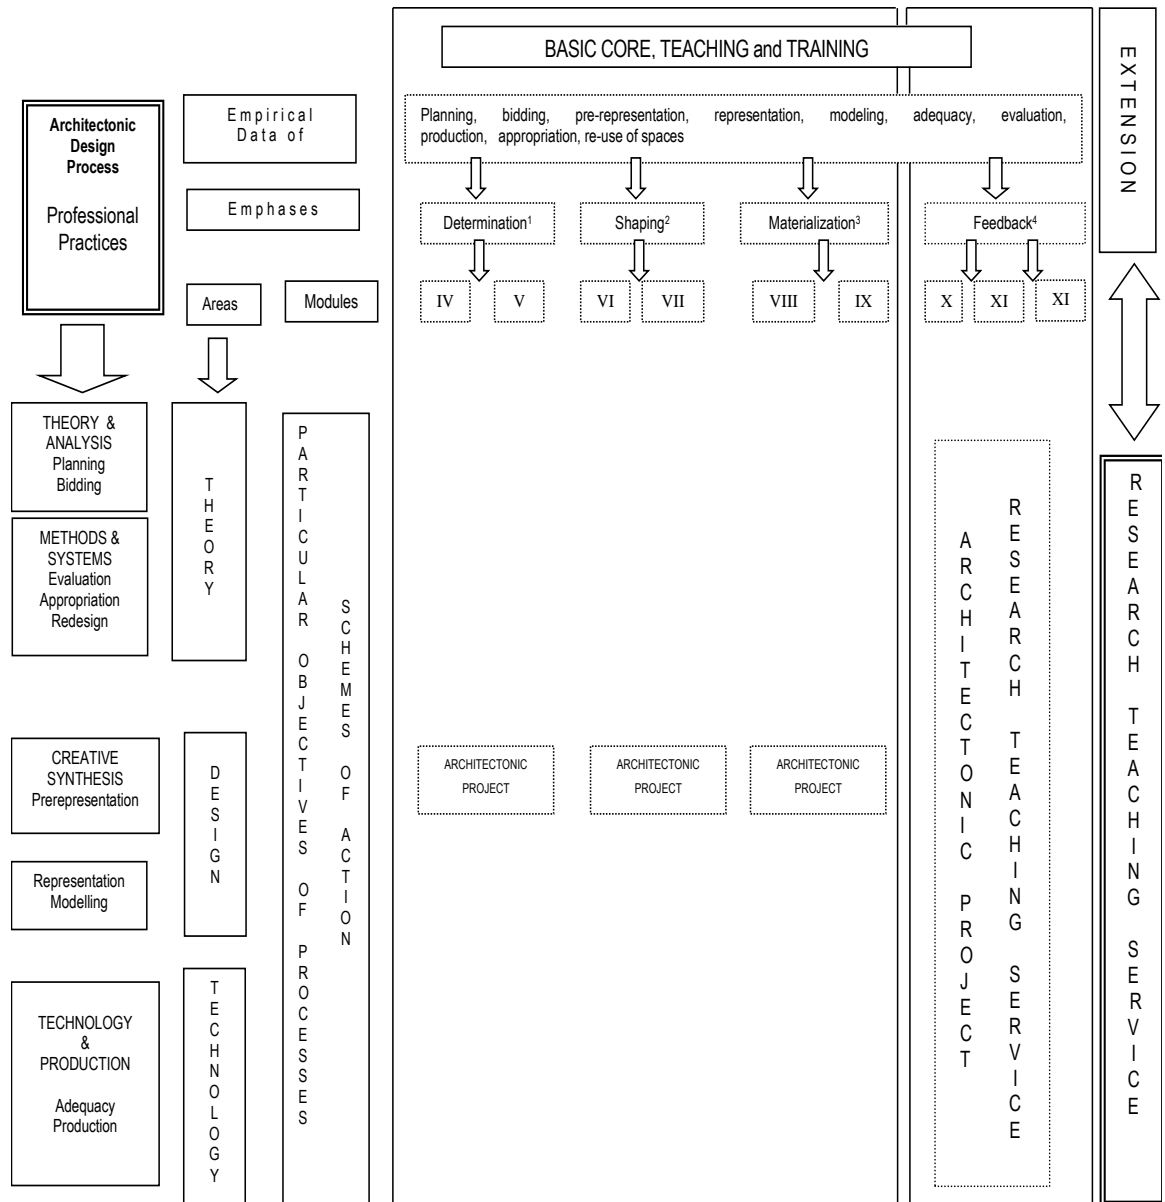 BASIC CORE, TEACHING and TRAINING
EXTENSION
Architectonic
Design
Process
Professional
Practices
Empirical
Data of
Planning, bidding, pre-representation, representation, modeling, adequacy, evaluation,
production, appropriation, re-use of spaces
Emphases
Determination¹
Shaping²
Materialization³
Feedback⁴
Areas
Modules
IV
V
VI
VII
VIII
IX
X
XI
XI
THEORY &
ANALYSIS
Planning
Bidding
METHODS &
SYSTEMS
Evaluation
Appropriation
Redesign
THEORY
PARTICULAR OBJECTIVES OF PROCESSES
SCHEMES OF ACTION
CREATIVE
SYNTHESIS
Prerepresentation
Representation
Modelling
DESIGN
ARCHITECTONIC
PROJECT
ARCHITECTONIC
PROJECT
ARCHITECTONIC
PROJECT
ARCHITECTONIC PROJECT
RESEARCH TEACHING SERVICE
RESEARCH TEACHING SERVICE
TECHNOLOGY
&
PRODUCTION
Adequacy
Production
TECHNOLOGY